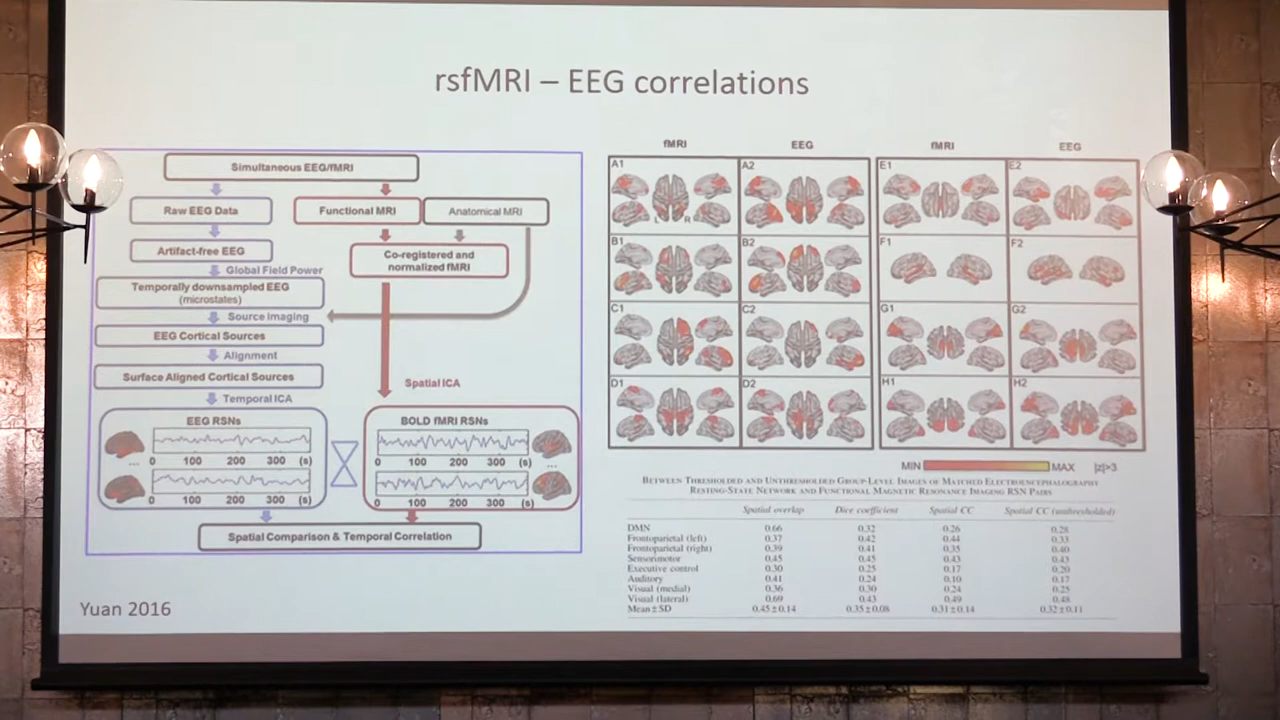 rsfMRI – EEG correlations
Simultaneous EEG/fMRI
Raw EEG Data
Functional MRI
Anatomical MRI
Artifact-free EEG
Co-registered and
normalized fMRI
Global Field Power
Temporally downsampled EEG
(microstates)
Source Imaging
EEG Cortical Sources
Alignment
Surface Aligned Cortical Sources
Temporal ICA
Spatial ICA
EEG RSNs
0 100 200 300 (s)
...
0 100 200 300 (s)
BOLD fMRI RSNs
0 100 200 300 (s)
...
0 100 200 300 (s)
Spatial Comparison & Temporal Correlation
Yuan 2016
fMRI EEG fMRI EEG
A1 A2 E1 E2
L R
B1 B2 F1 F2
C1 C2 G1 G2
D1 D2 H1 H2
MIN MAX |z|>3
Between Thresholded and Unthresholded Group-Level Images of Matched Electroencephalography
Resting-State Network and Functional Magnetic Resonance Imaging RSN Pairs
Spatial overlap Dice coefficient Spatial CC Spatial CC (unthresholded)
DMN 0.66 0.32 0.26 0.28
Frontoparietal (left) 0.37 0.42 0.44 0.33
Frontoparietal (right) 0.39 0.41 0.35 0.40
Sensorimotor 0.45 0.45 0.43 0.43
Executive control 0.30 0.25 0.17 0.20
Auditory 0.41 0.24 0.10 0.17
Visual (medial) 0.36 0.30 0.24 0.25
Visual (lateral) 0.69 0.43 0.49 0.48
Mean ± SD 0.45 ± 0.14 0.35 ± 0.08 0.31 ± 0.14 0.32 ± 0.11